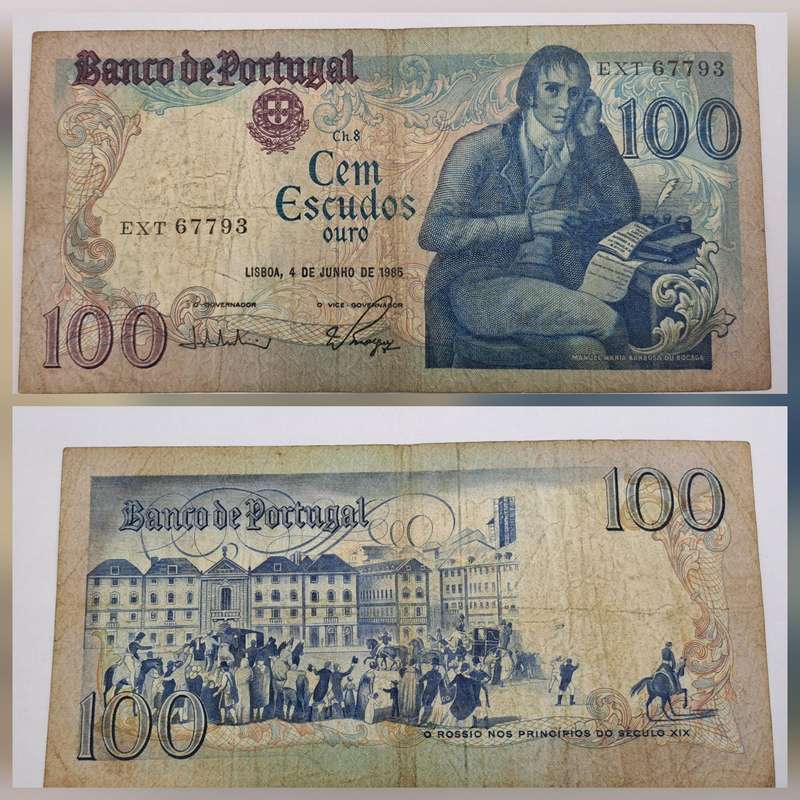 Banco de Portugal
EXT 67793
100
Ch. 8
Cem
Escudos
ouro
EXT 67793
LISBOA, 4 DE JUNHO DE 1985
O GOVERNADOR
O VICE-GOVERNADOR
100
MANUEL MARIA BARBOSA DU BOCAGE
100
Banco de Portugal
100
O ROSSIO NOS PRINCÍPIOS DO SÉCULO XIX